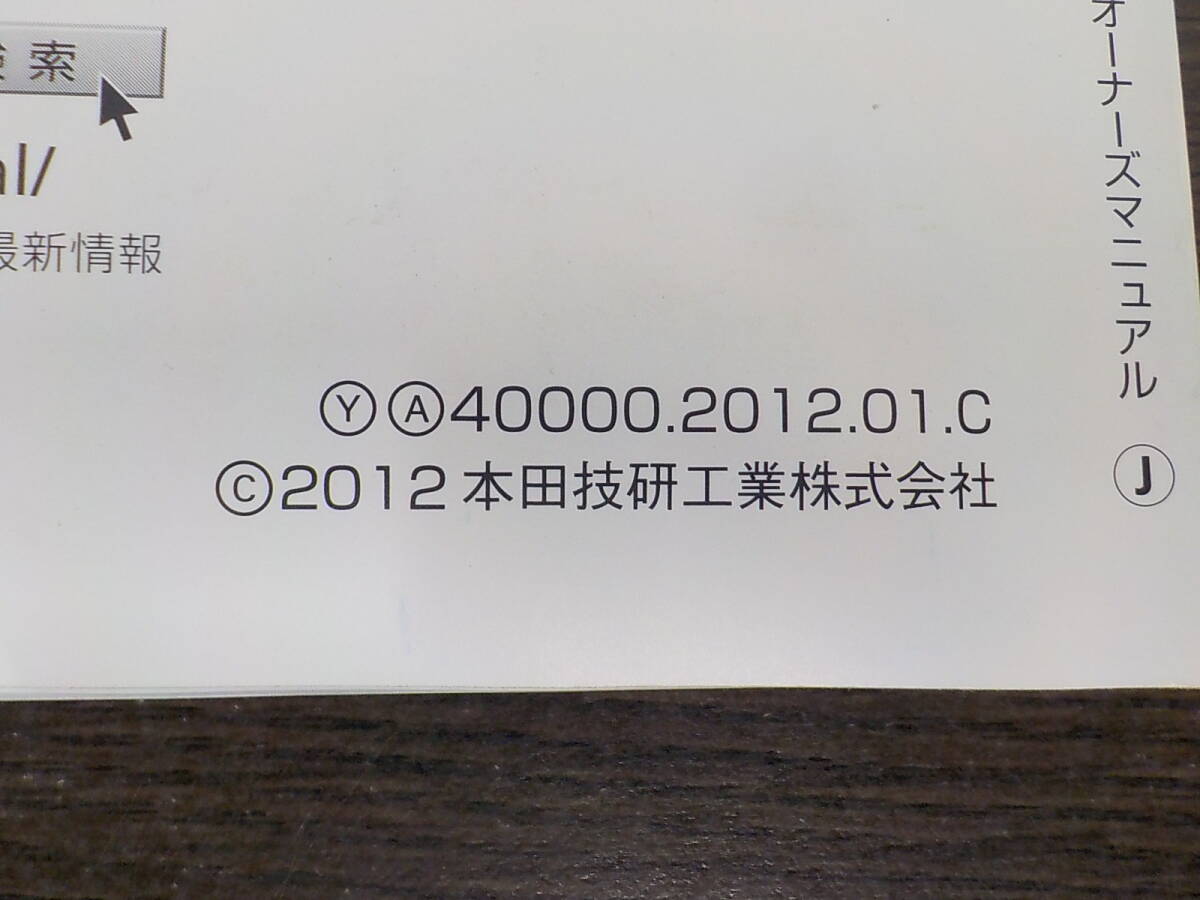 索
al/
最新情報
オーナーズマニュアル Ⓙ
ⓎⒶ40000.2012.01.C
©2012 本田技研工業株式会社